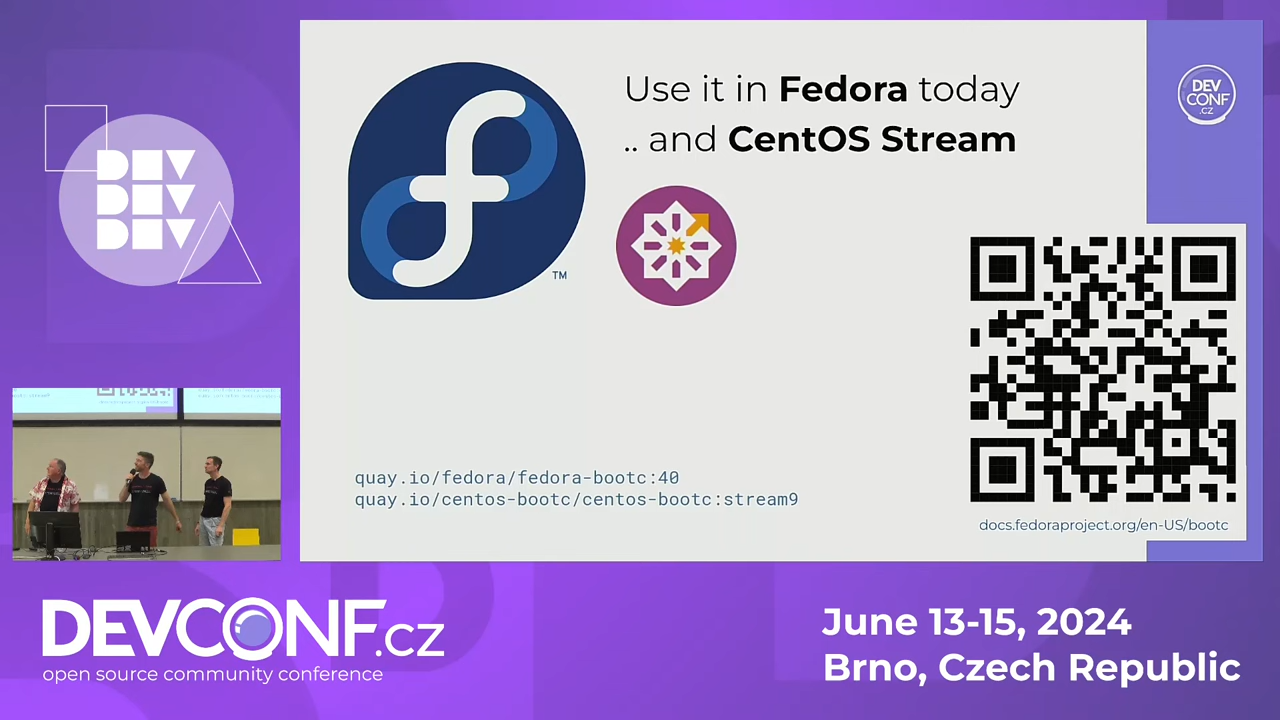 DEV
DEV
DEV
Use it in Fedora today
.. and CentOS Stream
TM
DEV
CONF
.CZ
quay.io/fedora/fedora-bootc:40
quay.io/centos-bootc/centos-bootc:stream9
docs.fedoraproject.org/en-US/bootc
DEVCONF.cz
open source community conference
June 13-15, 2024
Brno, Czech Republic